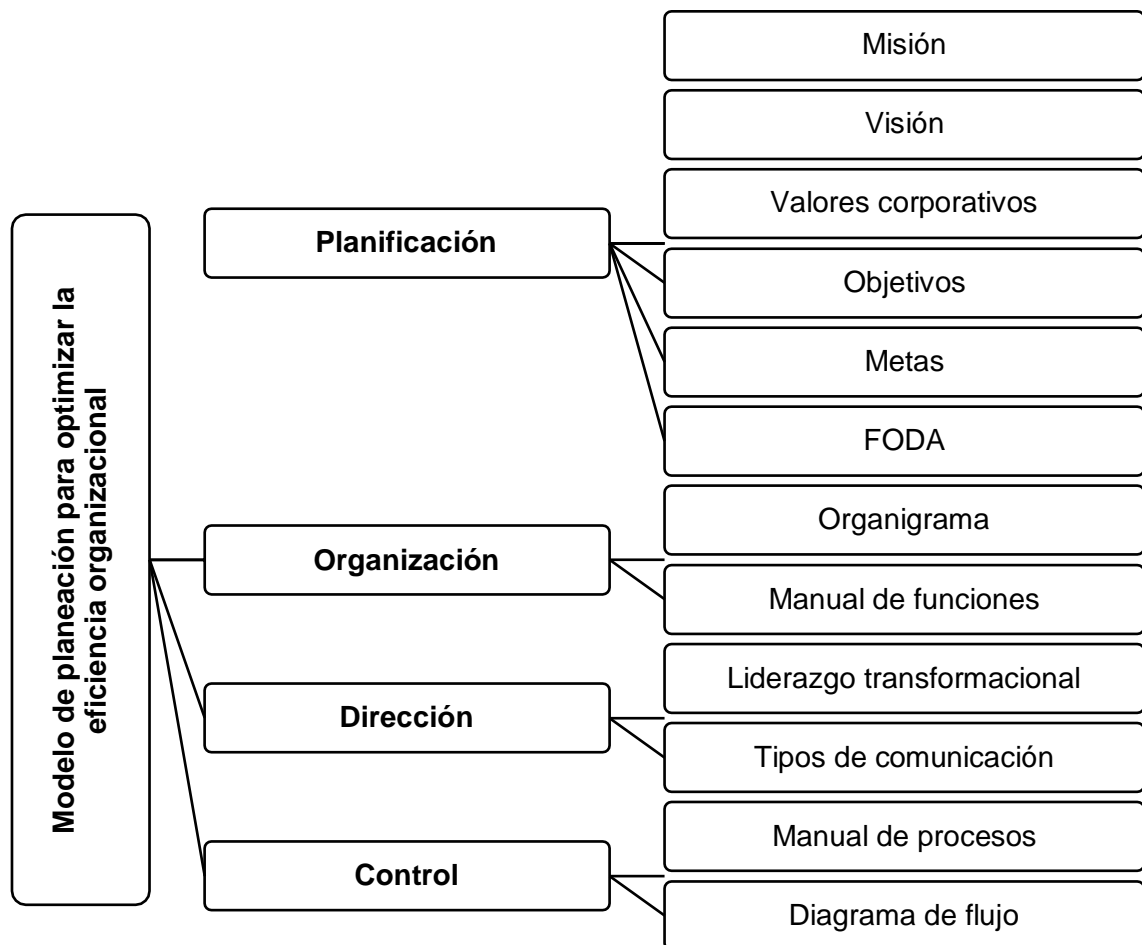 Modelo de planeación para optimizar la
eficiencia organizacional
Planificación
Misión
Visión
Valores corporativos
Objetivos
Metas
FODA
Organización
Organigrama
Manual de funciones
Dirección
Liderazgo transformacional
Tipos de comunicación
Control
Manual de procesos
Diagrama de flujo